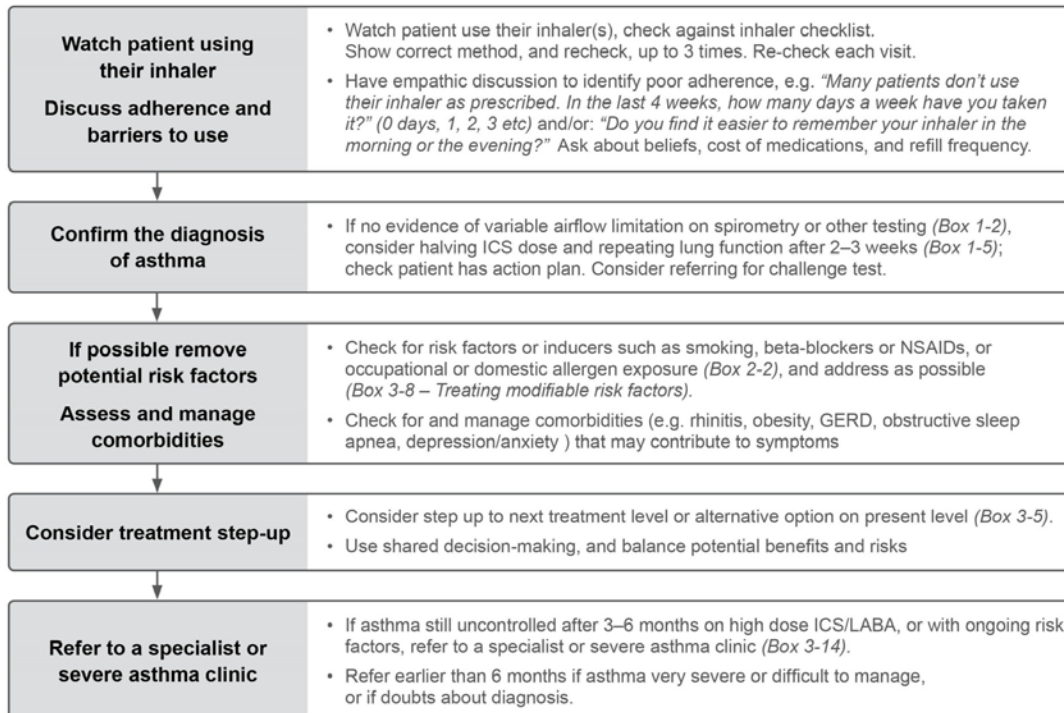 Watch patient using
their inhaler
Discuss adherence and
barriers to use
• Watch patient use their inhaler(s), check against inhaler checklist.
Show correct method, and recheck, up to 3 times. Re-check each visit.
• Have empathic discussion to identify poor adherence, e.g. “Many patients don’t use
their inhaler as prescribed. In the last 4 weeks, how many days a week have you taken
it?” (0 days, 1, 2, 3 etc) and/or: “Do you find it easier to remember your inhaler in the
morning or the evening?” Ask about beliefs, cost of medications, and refill frequency.
Confirm the diagnosis
of asthma
• If no evidence of variable airflow limitation on spirometry or other testing (Box 1-2),
consider halving ICS dose and repeating lung function after 2–3 weeks (Box 1-5);
check patient has action plan. Consider referring for challenge test.
If possible remove
potential risk factors
Assess and manage
comorbidities
• Check for risk factors or inducers such as smoking, beta-blockers or NSAIDs, or
occupational or domestic allergen exposure (Box 2-2), and address as possible
(Box 3-8 – Treating modifiable risk factors).
• Check for and manage comorbidities (e.g. rhinitis, obesity, GERD, obstructive sleep
apnea, depression/anxiety ) that may contribute to symptoms
Consider treatment step-up
• Consider step up to next treatment level or alternative option on present level (Box 3-5).
• Use shared decision-making, and balance potential benefits and risks
Refer to a specialist or
severe asthma clinic
• If asthma still uncontrolled after 3–6 months on high dose ICS/LABA, or with ongoing risk
factors, refer to a specialist or severe asthma clinic (Box 3-14).
• Refer earlier than 6 months if asthma very severe or difficult to manage,
or if doubts about diagnosis.